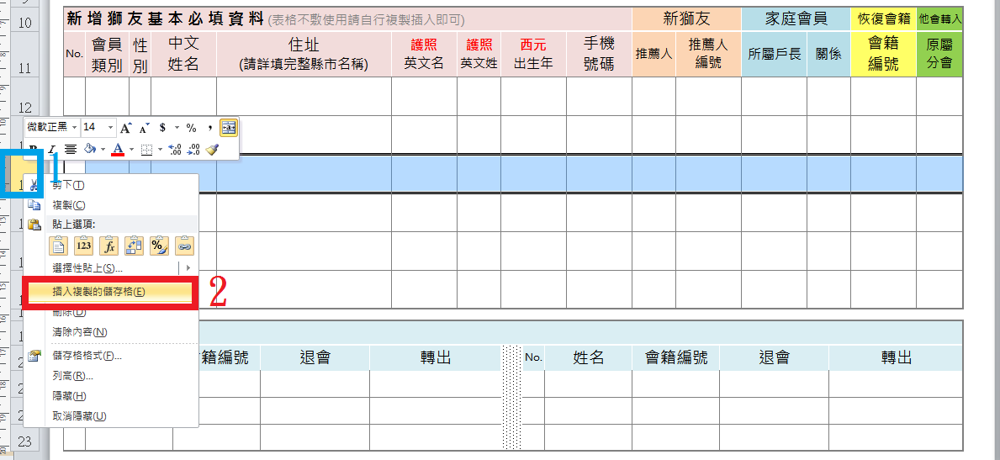 10
新增獅友基本必填資料(表格不敷使用請自行複製插入即可)
新獅友
家庭會員
恢復會籍
他會轉入
11
No.
會員
類別
性
別
中文
姓名
住址
(請詳填完整縣市名稱)
護照
英文名
護照
英文姓
西元
出生年
手機
號碼
推薦人
推薦人
編號
所屬戶長
關係
會籍
編號
原屬
分會
12
微軟正黑
14
A A $ % ,
B I A .00 .00
1
剪下(T)
複製(C)
貼上選項:
123 fx %
選擇性貼上(S)...
插入複製的儲存格(E)
2
刪除(D)
清除內容(N)
儲存格格式(F)...
列高(R)...
隱藏(H)
取消隱藏(U)
籍編號
退會
轉出
No.
姓名
會籍編號
退會
轉出
23